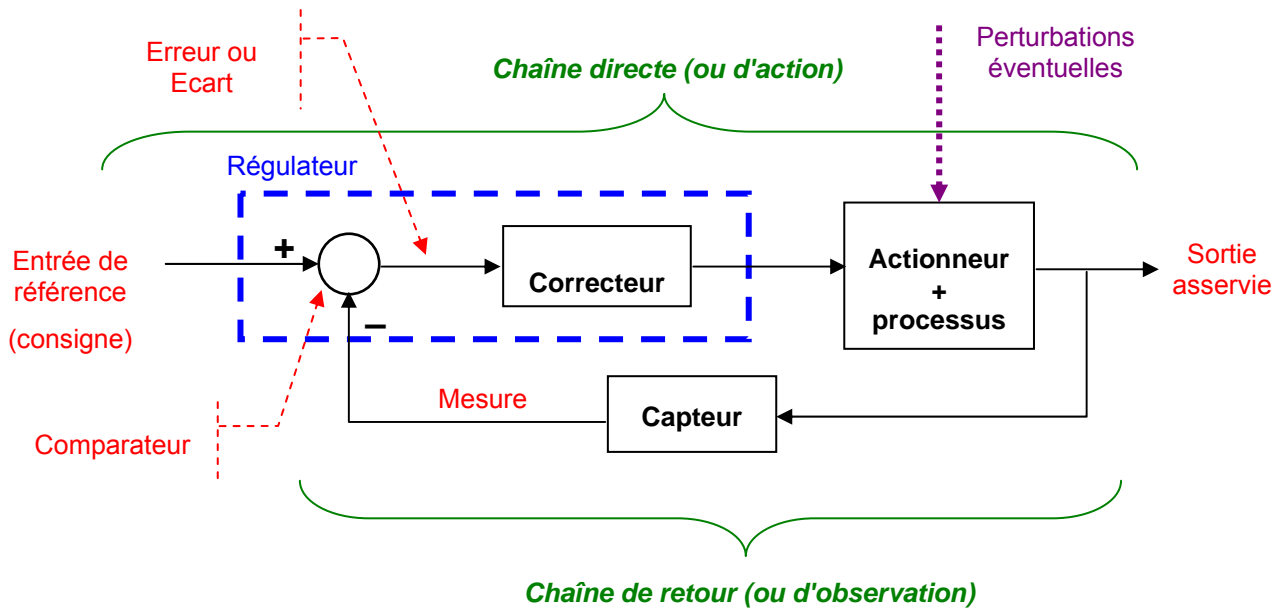 Erreur ou
Ecart
Chaîne directe (ou d'action)
Perturbations
éventuelles
Régulateur
Entrée de
référence
(consigne)
+
–
Correcteur
Actionneur
+
processus
Sortie
asservie
Mesure
Capteur
Comparateur
Chaîne de retour (ou d'observation)